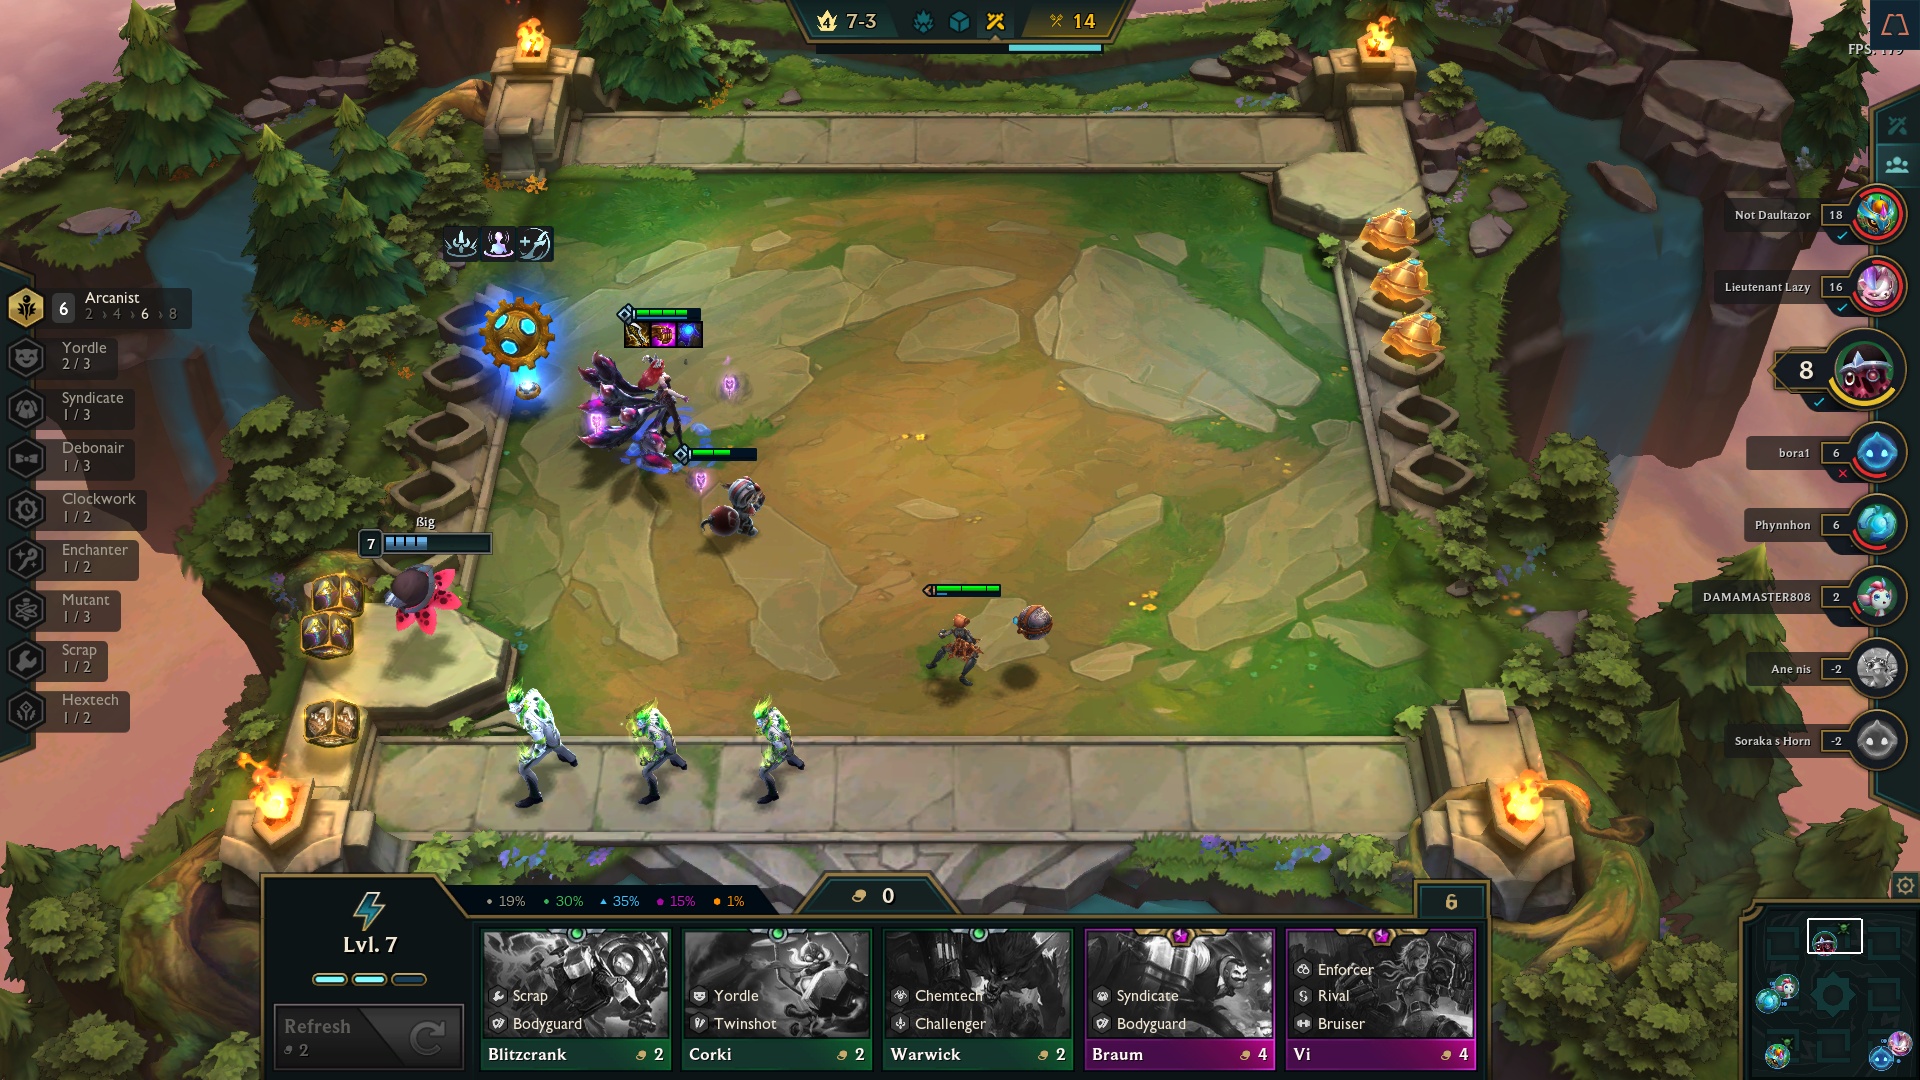 4 7-3 14
FPS: 119
Not Daultazor 18
Lieutenant Lazy 16
8
bora1 6
Phynnhon 6
DAMAMASTER808 2
Ane nis -2
Soraka s Horn -2
6 Arcanist
2 › 4 › 6 › 8
Yordle
2 / 3
Syndicate
1 / 3
Debonair
1 / 3
Clockwork
1 / 2
Enchanter
1 / 2
Mutant
1 / 3
Scrap
1 / 2
Hextech
1 / 2
ßig
7
Lvl. 7
19% 30% 35% 15% 1%
0
6
Refresh
2
Scrap
Bodyguard
Blitzcrank 2
Yordle
Twinshot
Corki 2
Chemtech
Challenger
Warwick 2
Syndicate
Bodyguard
Braum 4
Enforcer
Rival
Bruiser
Vi 4